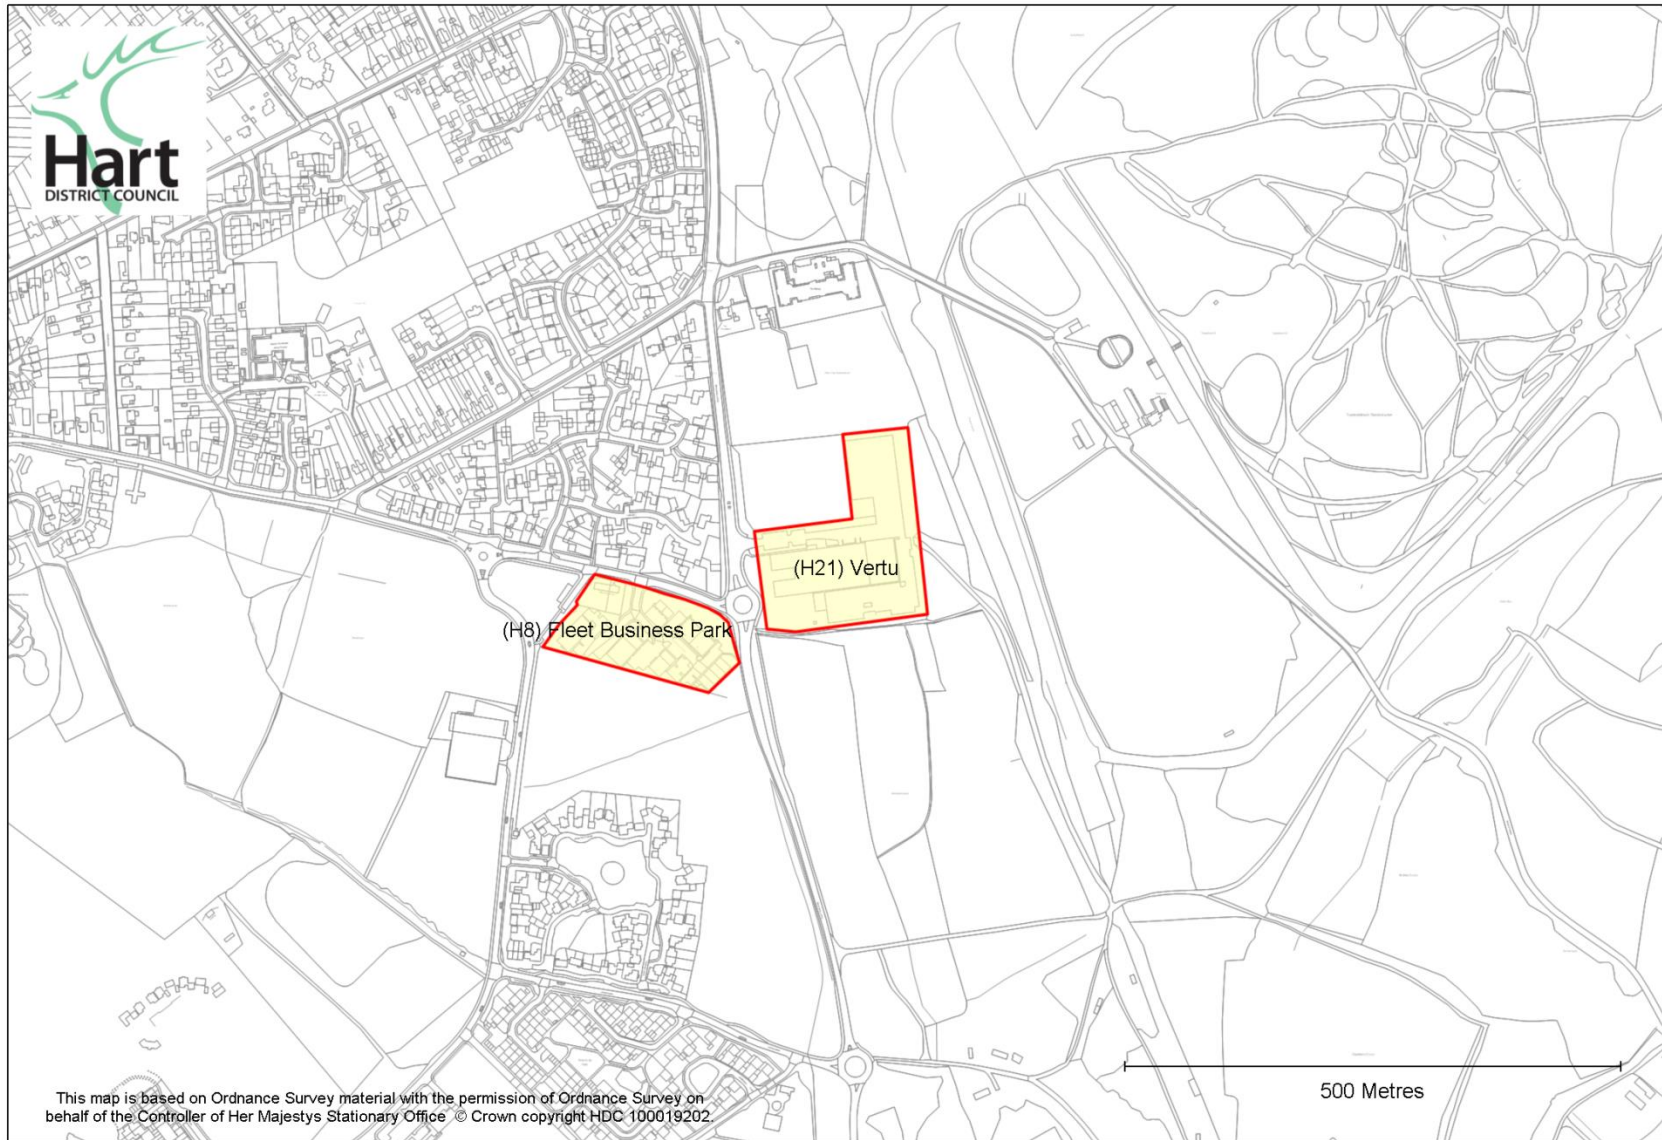 Hart
DISTRICT COUNCIL
(H21) Vertu
(H8) Fleet Business Park
500 Metres
This map is based on Ordnance Survey material with the permission of Ordnance Survey on
behalf of the Controller of Her Majestys Stationary Office © Crown copyright HDC 100019202.